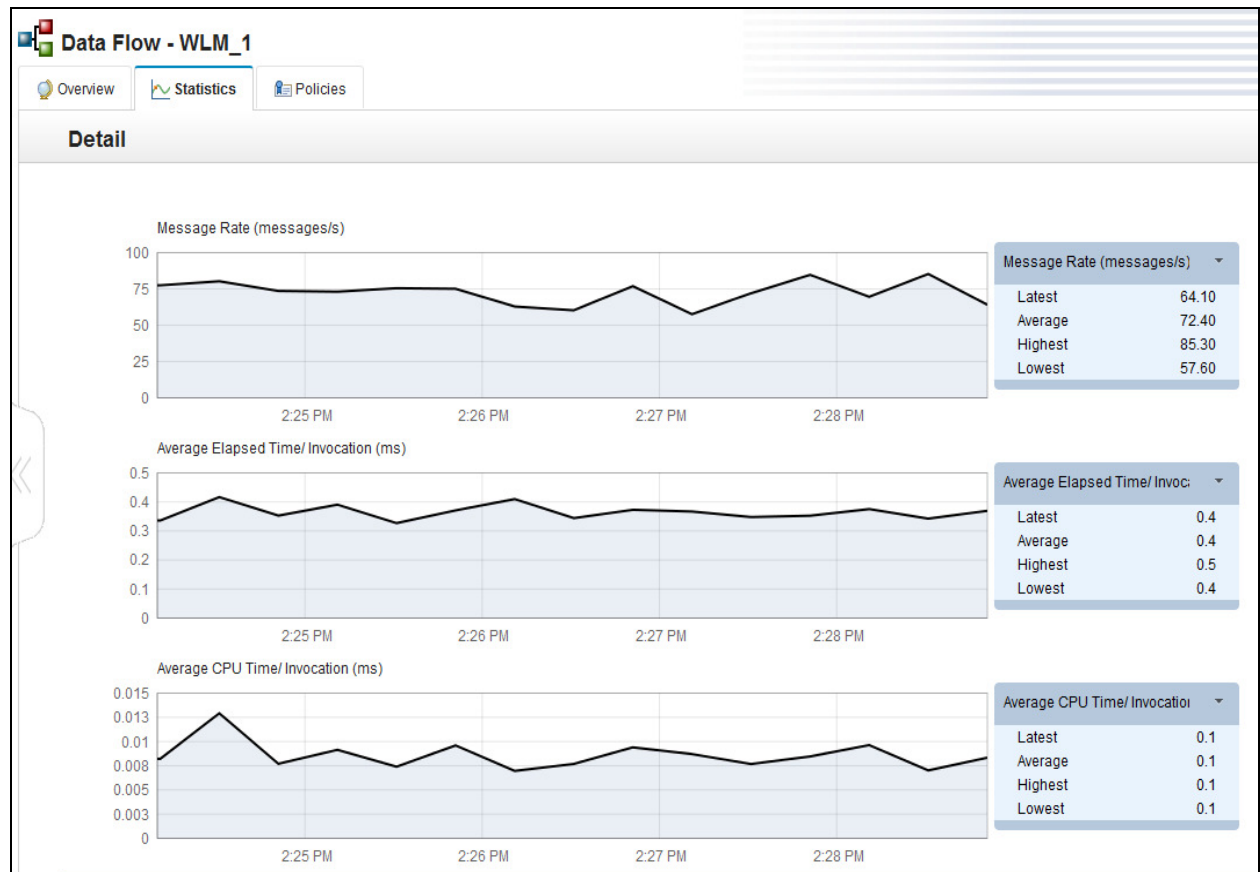 Data Flow - WLM_1
Overview Statistics Policies
Detail
Message Rate (messages/s)
100
75
50
25
0
2:25 PM 2:26 PM 2:27 PM 2:28 PM
Message Rate (messages/s)
Latest 64.10
Average 72.40
Highest 85.30
Lowest 57.60
Average Elapsed Time/ Invocation (ms)
0.5
0.4
0.3
0.2
0.1
0
2:25 PM 2:26 PM 2:27 PM 2:28 PM
Average Elapsed Time/ Invoc
Latest 0.4
Average 0.4
Highest 0.5
Lowest 0.4
Average CPU Time/ Invocation (ms)
0.015
0.013
0.01
0.008
0.005
0.003
0
2:25 PM 2:26 PM 2:27 PM 2:28 PM
Average CPU Time/ Invocation
Latest 0.1
Average 0.1
Highest 0.1
Lowest 0.1